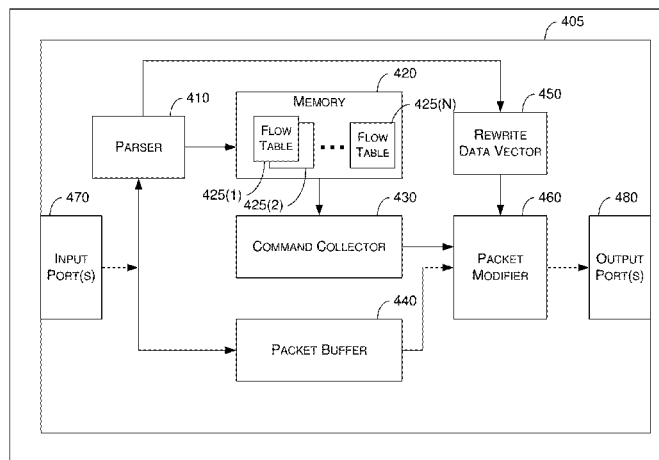 405
420
410
MEMORY
450
425(N)
FLOW
TABLE
FLOW
TABLE
PARSER
REWRITE
DATA VECTOR
425(1)
425(2)
470
430
460
480
INPUT
PORT(S)
COMMAND COLLECTOR
PACKET
MODIFIER
OUTPUT
PORT(S)
440
PACKET BUFFER